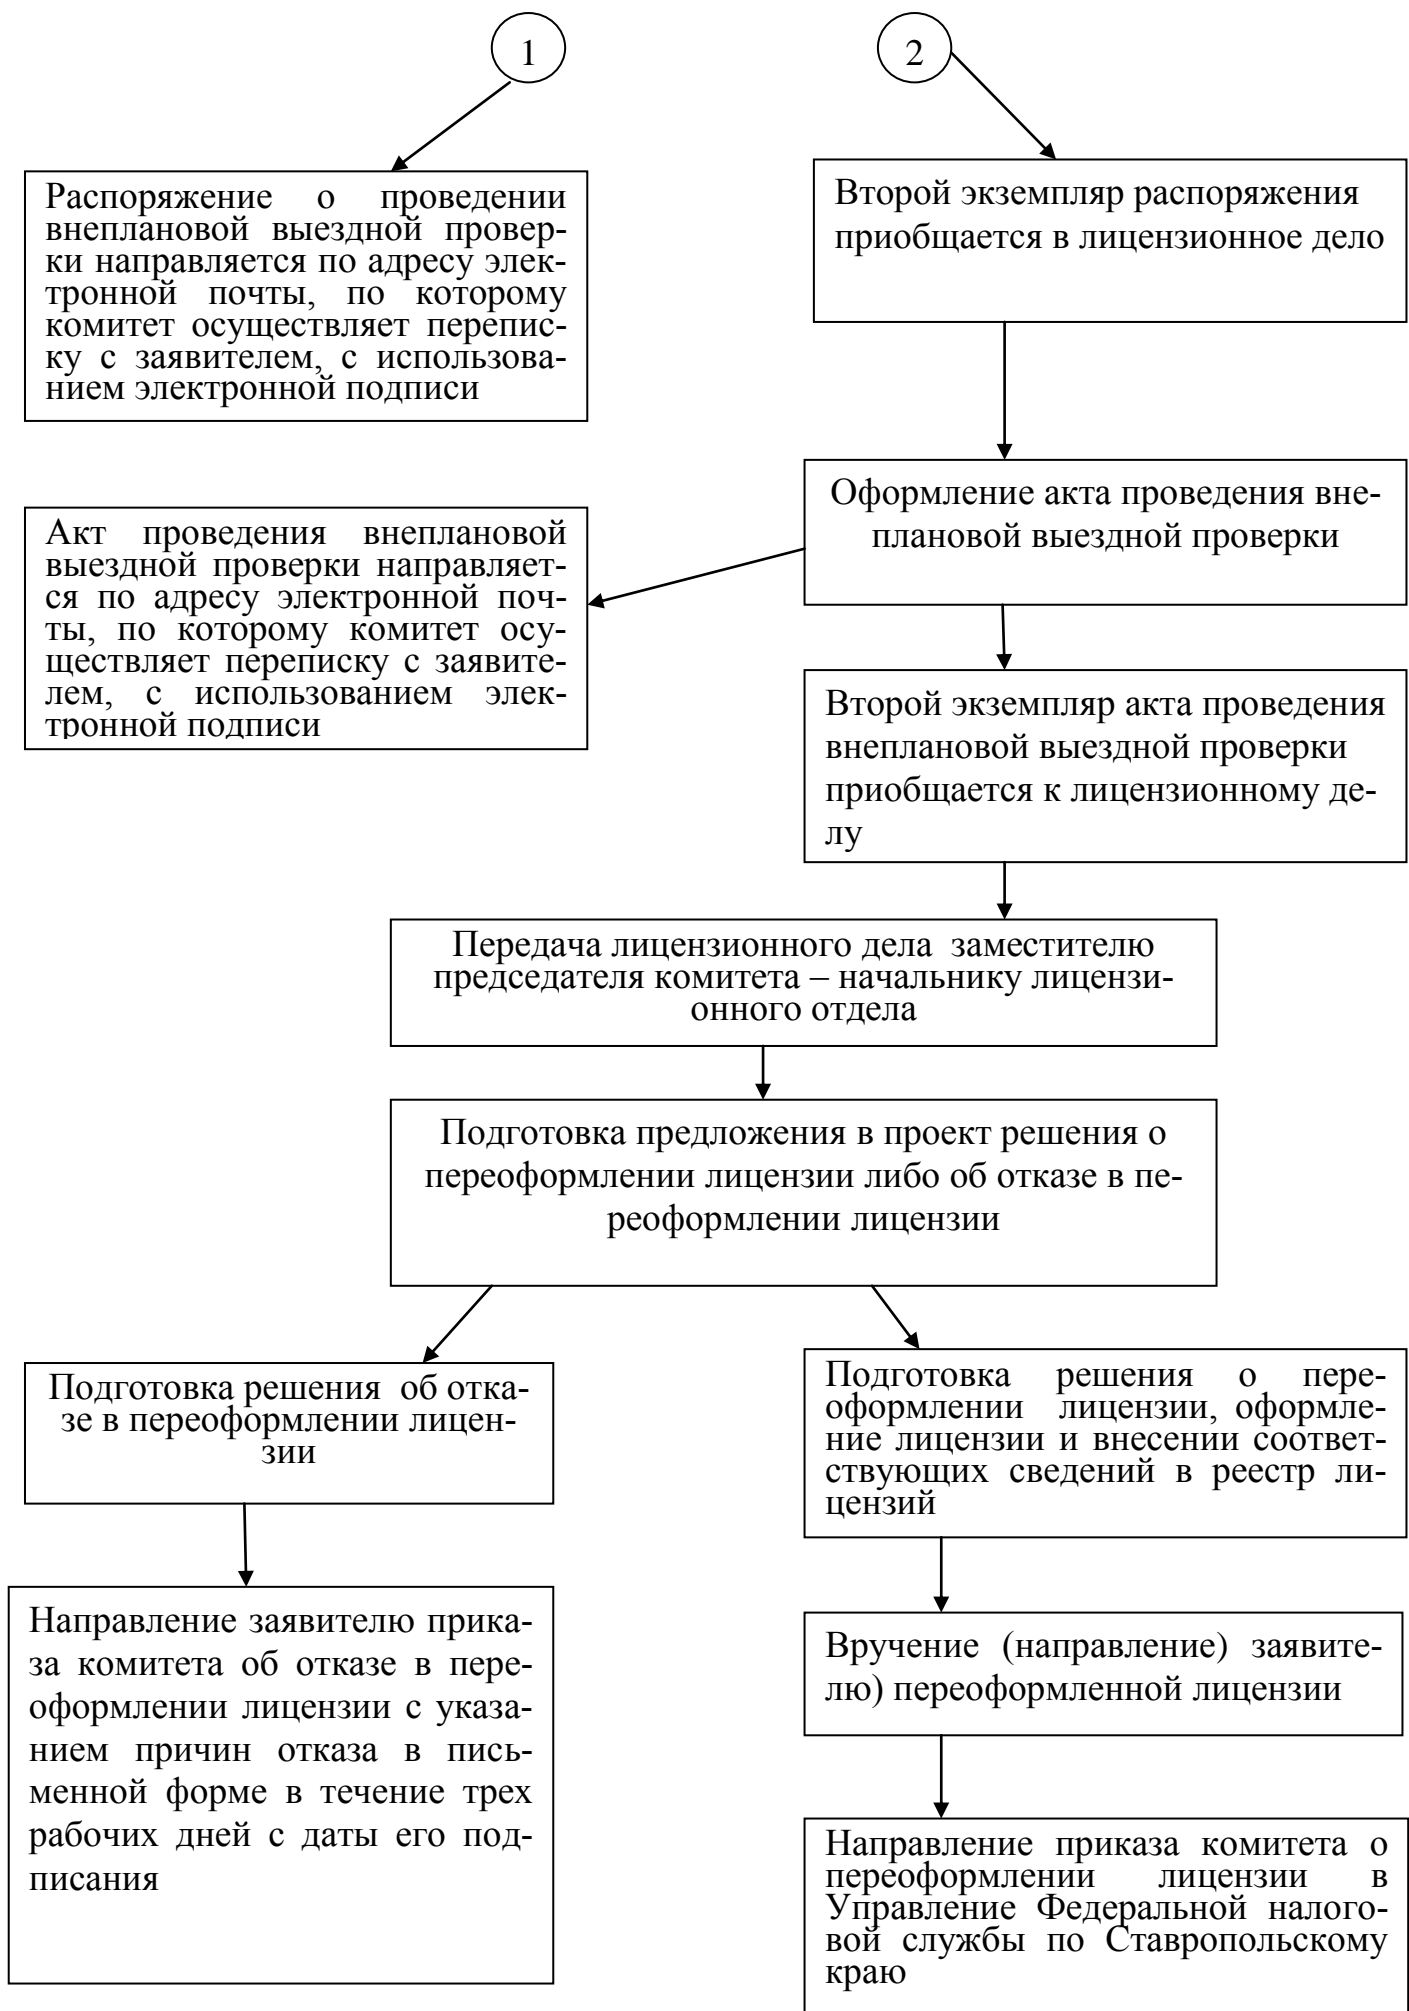 1
2
Распоряжение о проведении
внеплановой выездной провер-
ки направляется по адресу элек-
тронной почты, по которому
комитет осуществляет перепис-
ку с заявителем, с использова-
нием электронной подписи
Второй экземпляр распоряжения
приобщается в лицензионное дело
Оформление акта проведения вне-
плановой выездной проверки
Акт проведения внеплановой
выездной проверки направляет-
ся по адресу электронной поч-
ты, по которому комитет осу-
ществляет переписку с заявите-
лем, с использованием элек-
тронной подписи
Второй экземпляр акта проведения
внеплановой выездной проверки
приобщается к лицензионному де-
лу
Передача лицензионного дела заместителю
председателя комитета – начальнику лицензи-
онного отдела
Подготовка предложения в проект решения о
переоформлении лицензии либо об отказе в пе-
реоформлении лицензии
Подготовка решения об отка-
зе в переоформлении лицен-
зии
Подготовка решения о пере-
оформлении лицензии, оформле-
ние лицензии и внесении соответ-
ствующих сведений в реестр ли-
цензий
Направление заявителю прика-
за комитета об отказе в пере-
оформлении лицензии с указа-
нием причин отказа в пись-
менной форме в течение трех
рабочих дней с даты его под-
писания
Вручение (направление) заявите-
лю) переоформленной лицензии
Направление приказа комитета о
переоформлении лицензии в
Управление Федеральной налого-
вой службы по Ставропольскому
краю